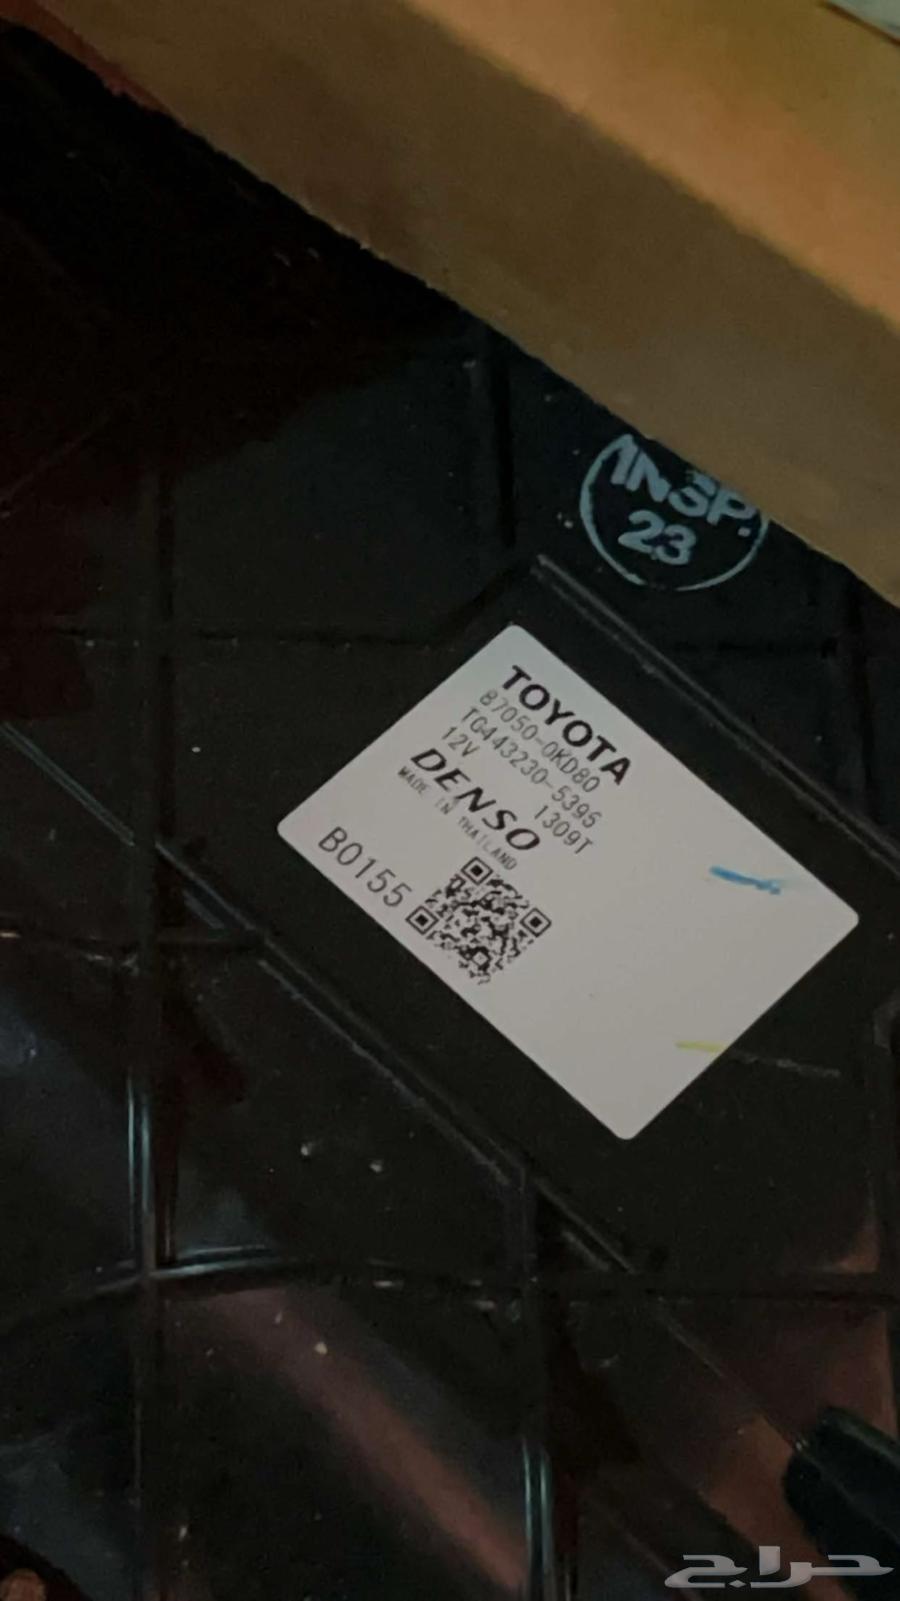 INSP.
23
TOYOTA
87050-0KD80
TG443230-5395
12V 1309T
DENSO
MADE IN THAILAND
B0155
حراج